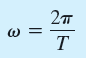 ω = 2π / T